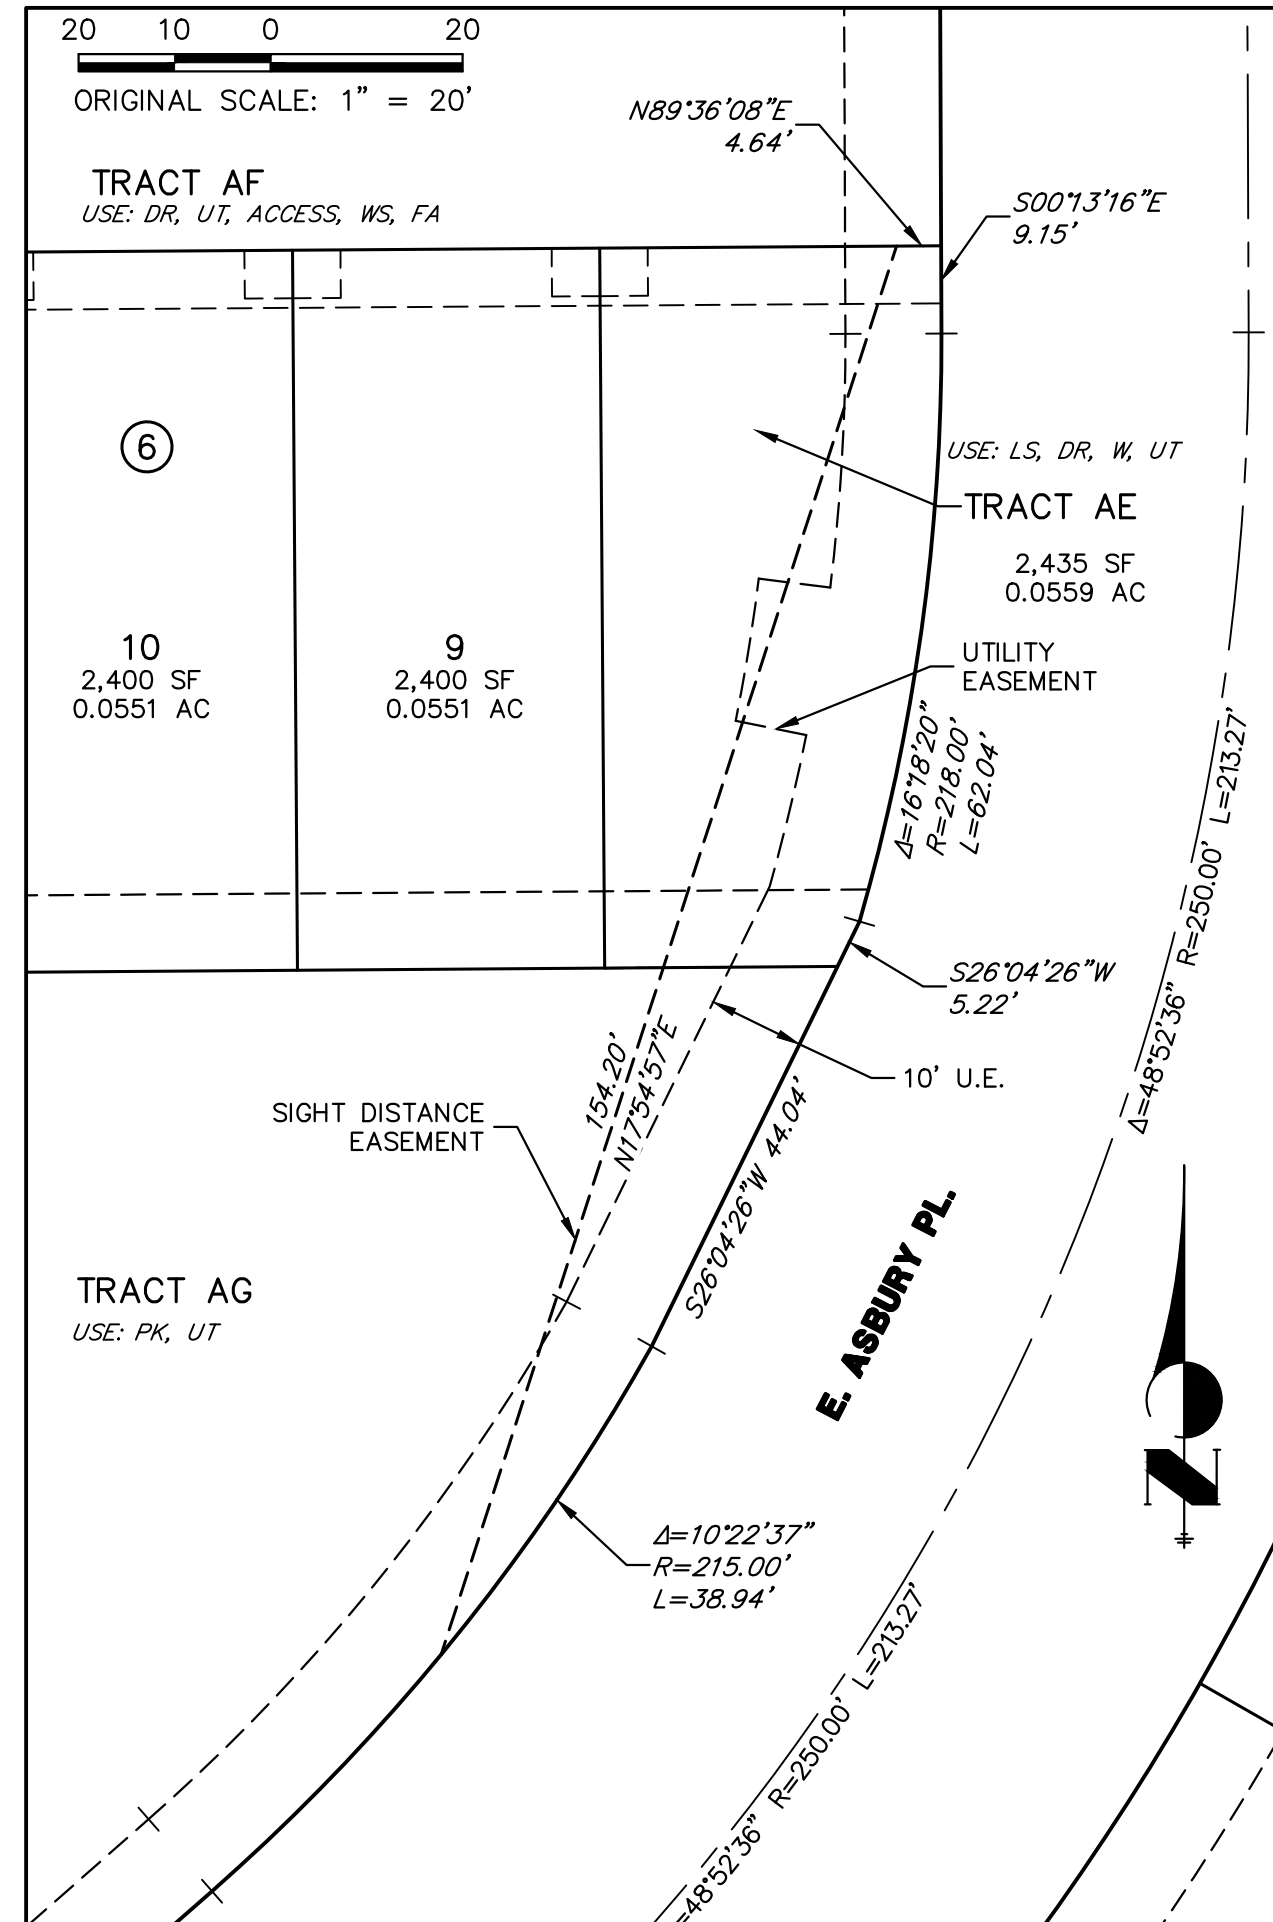 20 10 0 20
ORIGINAL SCALE: 1" = 20'
N89°36'08"E
4.64'
TRACT AF
USE: DR, UT, ACCESS, WS, FA
S00°13'16"E
9.15'
6
USE: LS, DR, W, UT
TRACT AE
2,435 SF
0.0559 AC
10
2,400 SF
0.0551 AC
9
2,400 SF
0.0551 AC
UTILITY
EASEMENT
Δ=16°18'20"
R=218.00'
L=62.04'
Δ=48°52'36" R=250.00' L=213.27'
S26°04'26"W
5.22'
10' U.E.
154.20'
N17°54'57"E
SIGHT DISTANCE
EASEMENT
S26°04'26"W 44.04'
E. ASBURY PL.
TRACT AG
USE: PK, UT
N
Δ=10°22'37"
R=215.00'
L=38.94'
=48°52'36" R=250.00' L=213.27'